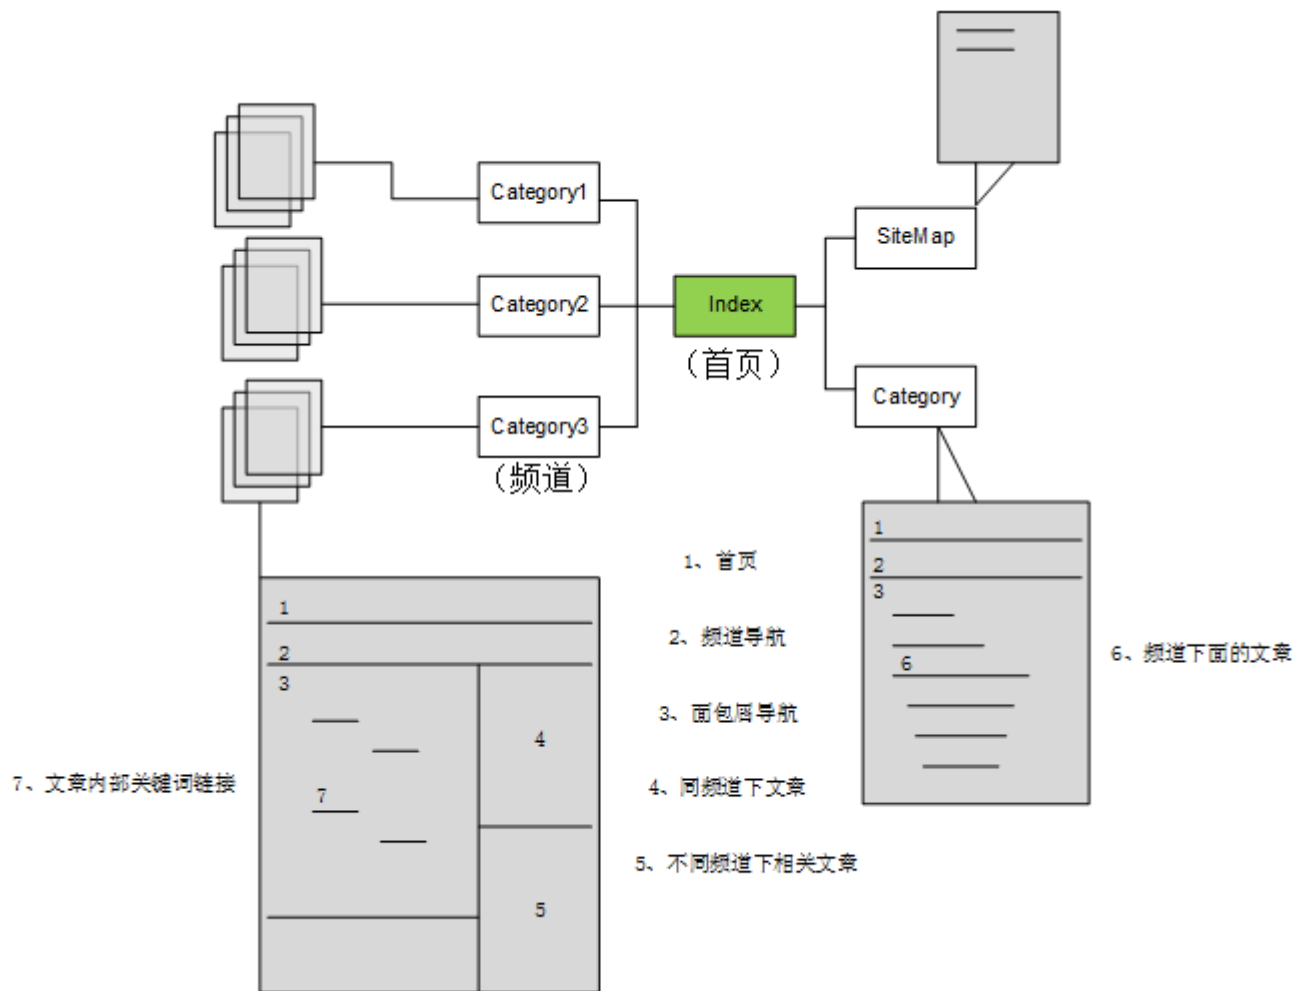 Category1
SiteMap
Category2
Index
(首页)
Category3
(频道)
Category
1
2
3
6
1、首页
2、频道导航
3、面包屑导航
4、同频道下文章
5、不同频道下相关文章
6、频道下面的文章
7、文章内部关键词链接
1
2
3
4
7
5